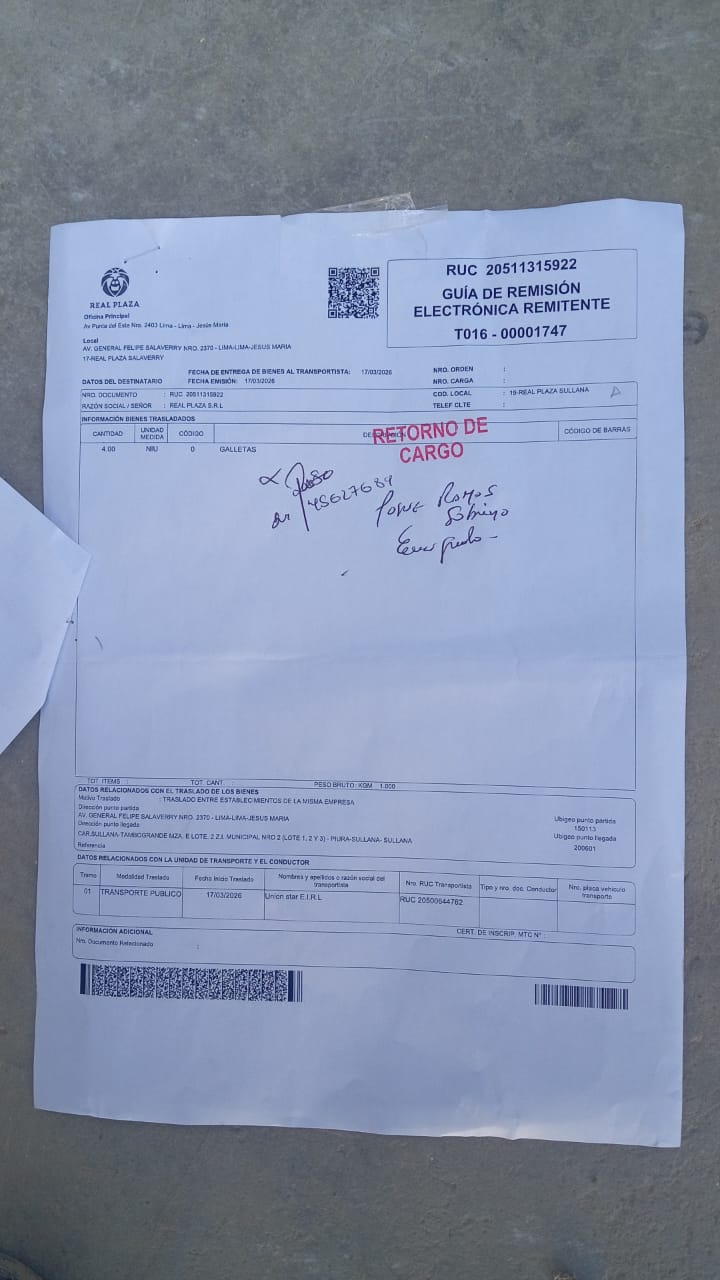 REAL PLAZA
Oficina Principal
Av Punta del Este Nro. 2403 Lima - Lima - Jesús Maria
Local
AV. GENERAL FELIPE SALAVERRY NRO. 2370 - LIMA-LIMA-JESUS MARIA
17-REAL PLAZA SALAVERRY
RUC 20511315922
GUÍA DE REMISIÓN
ELECTRÓNICA REMITENTE
T016 - 00001747
FECHA DE ENTREGA DE BIENES AL TRANSPORTISTA: 17/03/2026
NRO. ORDEN :
DATOS DEL DESTINATARIO FECHA EMISIÓN: 17/03/2026
NRO. CARGA :
NRO. DOCUMENTO : RUC 20511315922
COD. LOCAL : 19-REAL PLAZA SULLANA
RAZÓN SOCIAL / SEÑOR : REAL PLAZA S.R.L
TELEF CLTE :
INFORMACIÓN BIENES TRASLADADOS
CANTIDAD UNIDAD MEDIDA CÓDIGO CÓDIGO DE BARRAS
4.00 NIU 0 GALLETAS
RETORNO DE
CARGO
45627689
Ramos
TOT ITEMS : TOT CANT. : PESO BRUTO: KGM 1.000
DATOS RELACIONADOS CON EL TRASLADO DE LOS BIENES
Motivo Traslado : TRASLADO ENTRE ESTABLECIMIENTOS DE LA MISMA EMPRESA
Dirección punto partida
AV. GENERAL FELIPE SALAVERRY NRO. 2370 - LIMA-LIMA-JESUS MARIA
Dirección punto llegada
CAR.SULLANA-TAMBOGRANDE MZA. E LOTE. 2 Z.I. MUNICIPAL NRO 2 (LOTE 1, 2 Y 3) - PIURA-SULLANA- SULLANA
Referencia
Ubigeo punto partida
150113
Ubigeo punto llegada
200601
DATOS RELACIONADOS CON LA UNIDAD DE TRANSPORTE Y EL CONDUCTOR
Tramo Modalidad Traslado Fecha Inicio Traslado Nombres y apellidos o razón social del transportista Nro. RUC Transportista Tipo y nro. doc. Conductor Nro. placa vehículo transporte
01 TRANSPORTE PUBLICO 17/03/2026 Union star E.I.R.L RUC 20500644762
INFORMACIÓN ADICIONAL
CERT. DE INSCRIP. MTC N° :
Nro. Documento Relacionado :